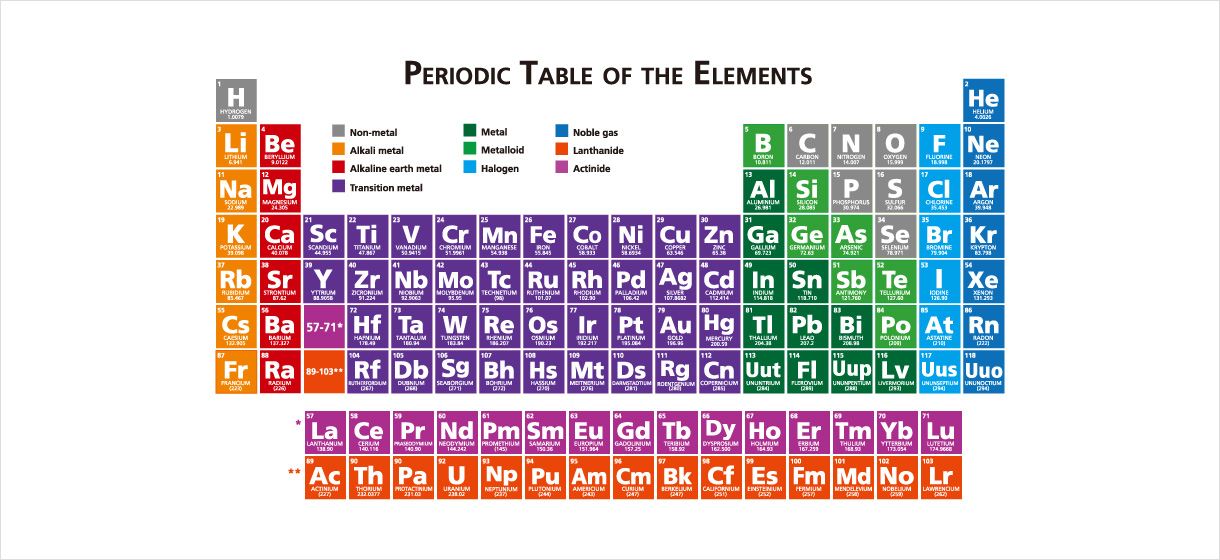 PERIODIC TABLE OF THE ELEMENTS
Non-metal
Alkali metal
Alkaline earth metal
Transition metal
Metal
Metalloid
Halogen
Noble gas
Lanthanide
Actinide
1 2
H He
HYDROGEN HELIUM
1.0079 4.0026
3 4 5 6 7 8 9 10
Li Be B C N O F Ne
LITHIUM BERYLLIUM BORON CARBON NITROGEN OXYGEN FLUORINE NEON
6.941 9.0122 10.811 12.011 14.007 15.999 18.998 20.1797
11 12 13 14 15 16 17 18
Na Mg Al Si P S Cl Ar
SODIUM MAGNESIUM ALUMINIUM SILICON PHOSPHORUS SULFUR CHLORINE ARGON
22.989 24.305 26.981 28.085 30.974 32.066 35.453 39.948
19 20 21 22 23 24 25 26 27 28 29 30 31 32 33 34 35 36
K Ca Sc Ti V Cr Mn Fe Co Ni Cu Zn Ga Ge As Se Br Kr
POTASSIUM CALCIUM SCANDIUM TITANIUM VANADIUM CHROMIUM MANGANESE IRON COBALT NICKEL COPPER ZINC GALLIUM GERMANIUM ARSENIC SELENIUM BROMINE KRYPTON
39.098 40.078 44.955 47.867 50.9415 51.9961 54.938 55.845 58.933 58.6934 63.546 65.38 69.723 72.63 74.921 78.971 79.904 83.798
37 38 39 40 41 42 43 44 45 46 47 48 49 50 51 52 53 54
Rb Sr Y Zr Nb Mo Tc Ru Rh Pd Ag Cd In Sn Sb Te I Xe
RUBIDIUM STRONTIUM YTTRIUM ZICRONIUM NIOBIUM MOLYBDENUM TECHNETIUM RUTHENIUM RHODIUM PALLADIUM SILVER CADMIUM INDIUM TIN ANTIMONY TELLURIUM IODINE XENON
85.467 87.62 88.9058 91.224 92.9063 95.95 (98) 101.07 102.90 106.42 107.8682 112.414 114.818 118.710 121.760 127.60 126.90 131.293
55 56 57-71* 72 73 74 75 76 77 78 79 80 81 82 83 84 85 86
Cs Ba Hf Ta W Re Os Ir Pt Au Hg Tl Pb Bi Po At Rn
CAESIUM BARIUM HAFNIUM TANTALUM TUNGSTEN RHENIUM OSMIUM IRIDIUM PLATINUM GOLD MERCURY THALLIUM LEAD BISMUTH POLONIUM ASTATINE RADON
132.905 137.327 178.49 180.94 183.84 186.207 190.23 192.217 195.084 196.96 200.59 204.38 207.2 208.98 (209) (210) (222)
87 88 89-103** 104 105 106 107 108 109 110 111 112 113 114 115 116 117 118
Fr Ra Rf Db Sg Bh Hs Mt Ds Rg Cn Uut Fl Uup Lv Uus Uuo
FRANCIUM RADIUM RUTHERFORDIUM DUBNIUM SEABORGIUM BOHRIUM HASSIUM MEITNERIUM DARMSTADTIUM ROENTGENIUM COPERNICIUM UNUNTRIUM FLEROVIUM UNUNPENTIUM LIVERMORIUM UNUNSEPTIUM UNUNOCTIUM
(223) (226) (267) (268) (271) (272) (270) (276) (281) (280) (285) (284) (289) (288) (293) (294) (294)
57 58 59 60 61 62 63 64 65 66 67 68 69 70 71
* La Ce Pr Nd Pm Sm Eu Gd Tb Dy Ho Er Tm Yb Lu
LANTHANUM CERIUM PRASEODYMIUM NEODYMIUM PROMETHIUM SAMARIUM EUROPIUM GADOLINIUM TERBIUM DYSPROSIUM HOLMIUM ERBIUM THULIUM YTTERBIUM LUTETIUM
138.90 140.116 140.90 144.242 (145) 150.36 151.964 157.25 158.92 162.500 164.93 167.259 168.93 173.054 174.9668
89 90 91 92 93 94 95 96 97 98 99 100 101 102 103
** Ac Th Pa U Np Pu Am Cm Bk Cf Es Fm Md No Lr
ACTINIUM THORIUM PROTACTINIUM URANIUM NEPTUNIUM PLUTONIUM AMERICIUM CURIUM BERKELIUM CALIFORNIUM EINSTEINIUM FERMIUM MENDELEVIUM NOBELIUM LAWRENCIUM
(227) 232.0377 231.03 238.02 (237) (244) (243) (247) (247) (251) (252) (257) (258) (259) (262)